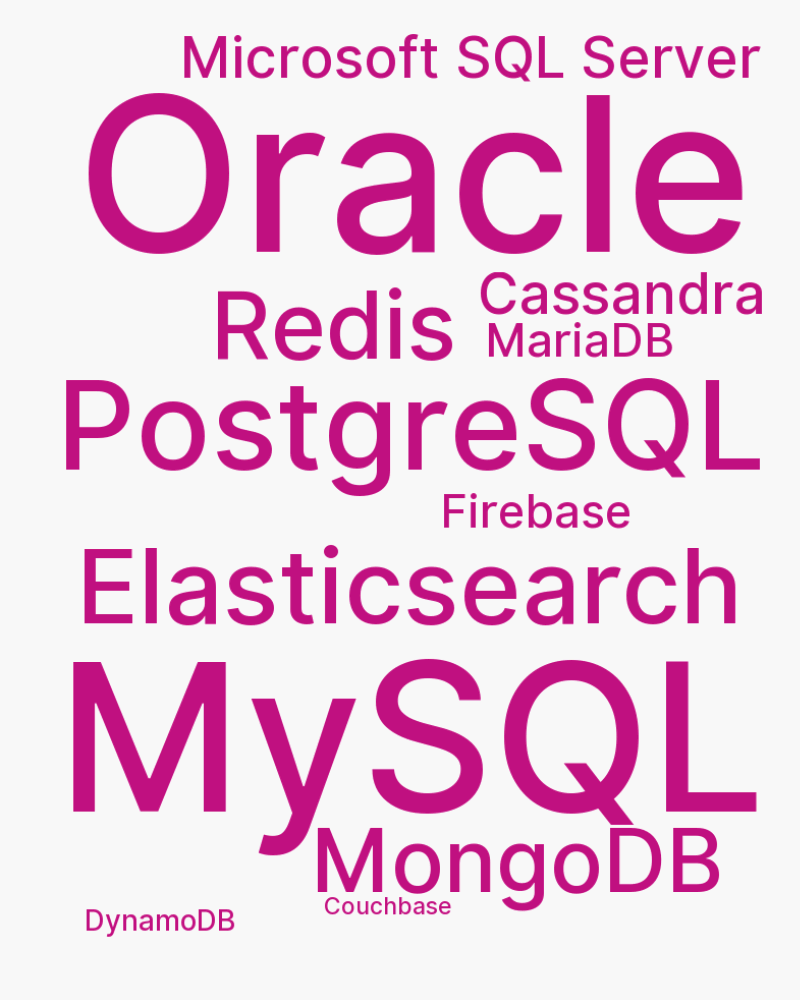 Microsoft SQL Server
Oracle
Redis
Cassandra
MariaDB
PostgreSQL
Firebase
Elasticsearch
MySQL
MongoDB
Couchbase
DynamoDB